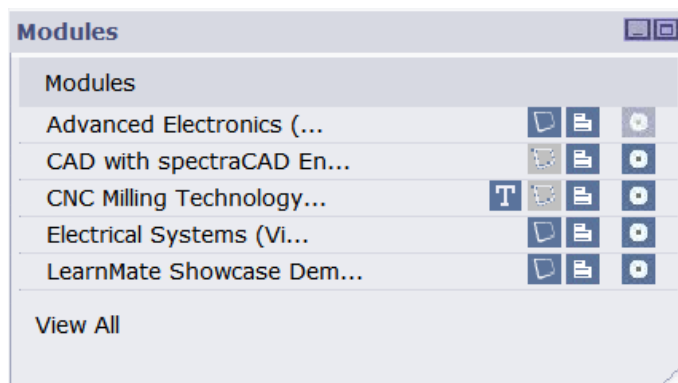 Modules
Modules
Advanced Electronics (...
CAD with spectraCAD En...
CNC Milling Technology... T
Electrical Systems (Vi...
LearnMate Showcase Dem...
View All